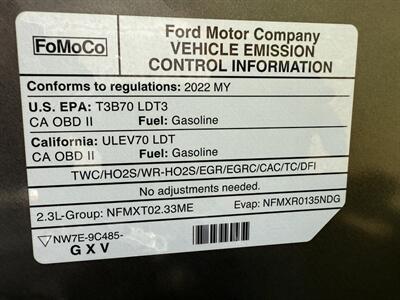 FoMoCo
Ford Motor Company
VEHICLE EMISSION
CONTROL INFORMATION
Conforms to regulations: 2022 MY
U.S. EPA: T3B70 LDT3
CA OBD II Fuel: Gasoline
California: ULEV70 LDT
CA OBD II Fuel: Gasoline
TWC/HO2S/WR-HO2S/EGR/EGRC/CAC/TC/DFI
No adjustments needed.
2.3L-Group: NFMXT02.33ME Evap: NFMXR0135NDG
NW7E-9C485-
GXV